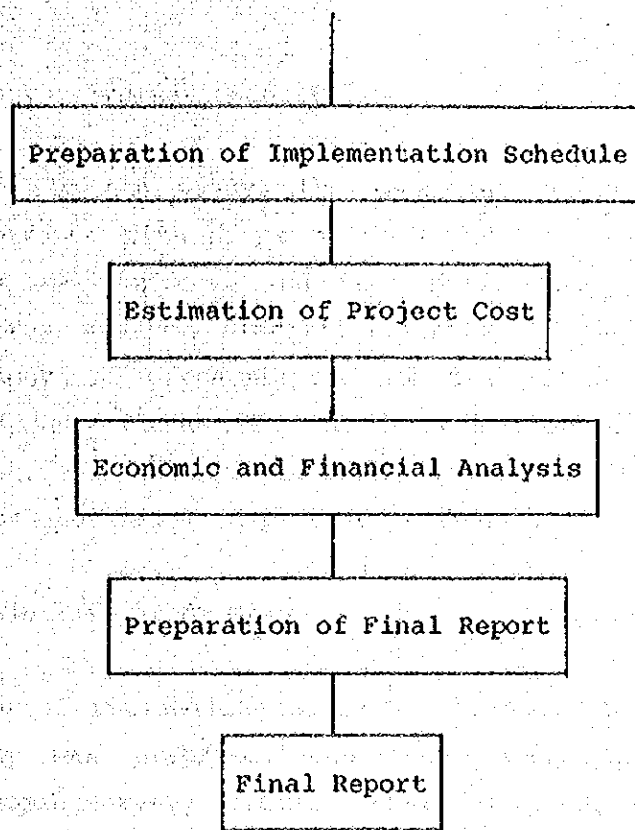 Preparation of Implementation Schedule
Estimation of Project Cost
Economic and Financial Analysis
Preparation of Final Report
Final Report